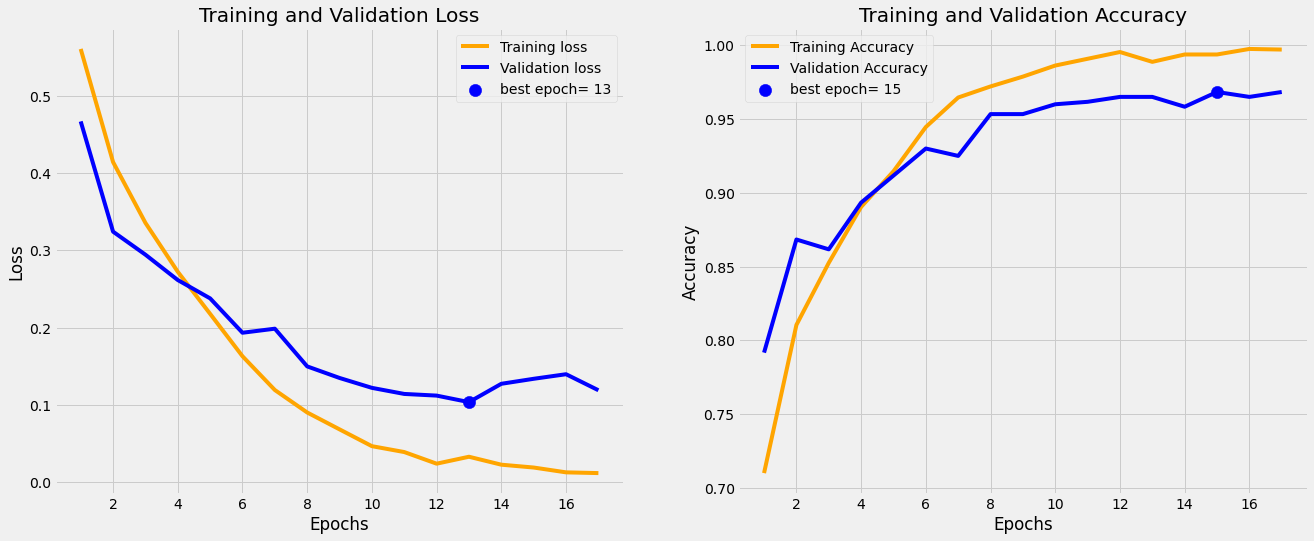 Training and Validation Loss
Training loss
Validation loss
best epoch= 13
0.5
0.4
0.3
0.2
0.1
0.0
Loss
2 4 6 8 10 12 14 16
Epochs
Training and Validation Accuracy
Training Accuracy
Validation Accuracy
best epoch= 15
1.00
0.95
0.90
0.85
0.80
0.75
0.70
Accuracy
2 4 6 8 10 12 14 16
Epochs